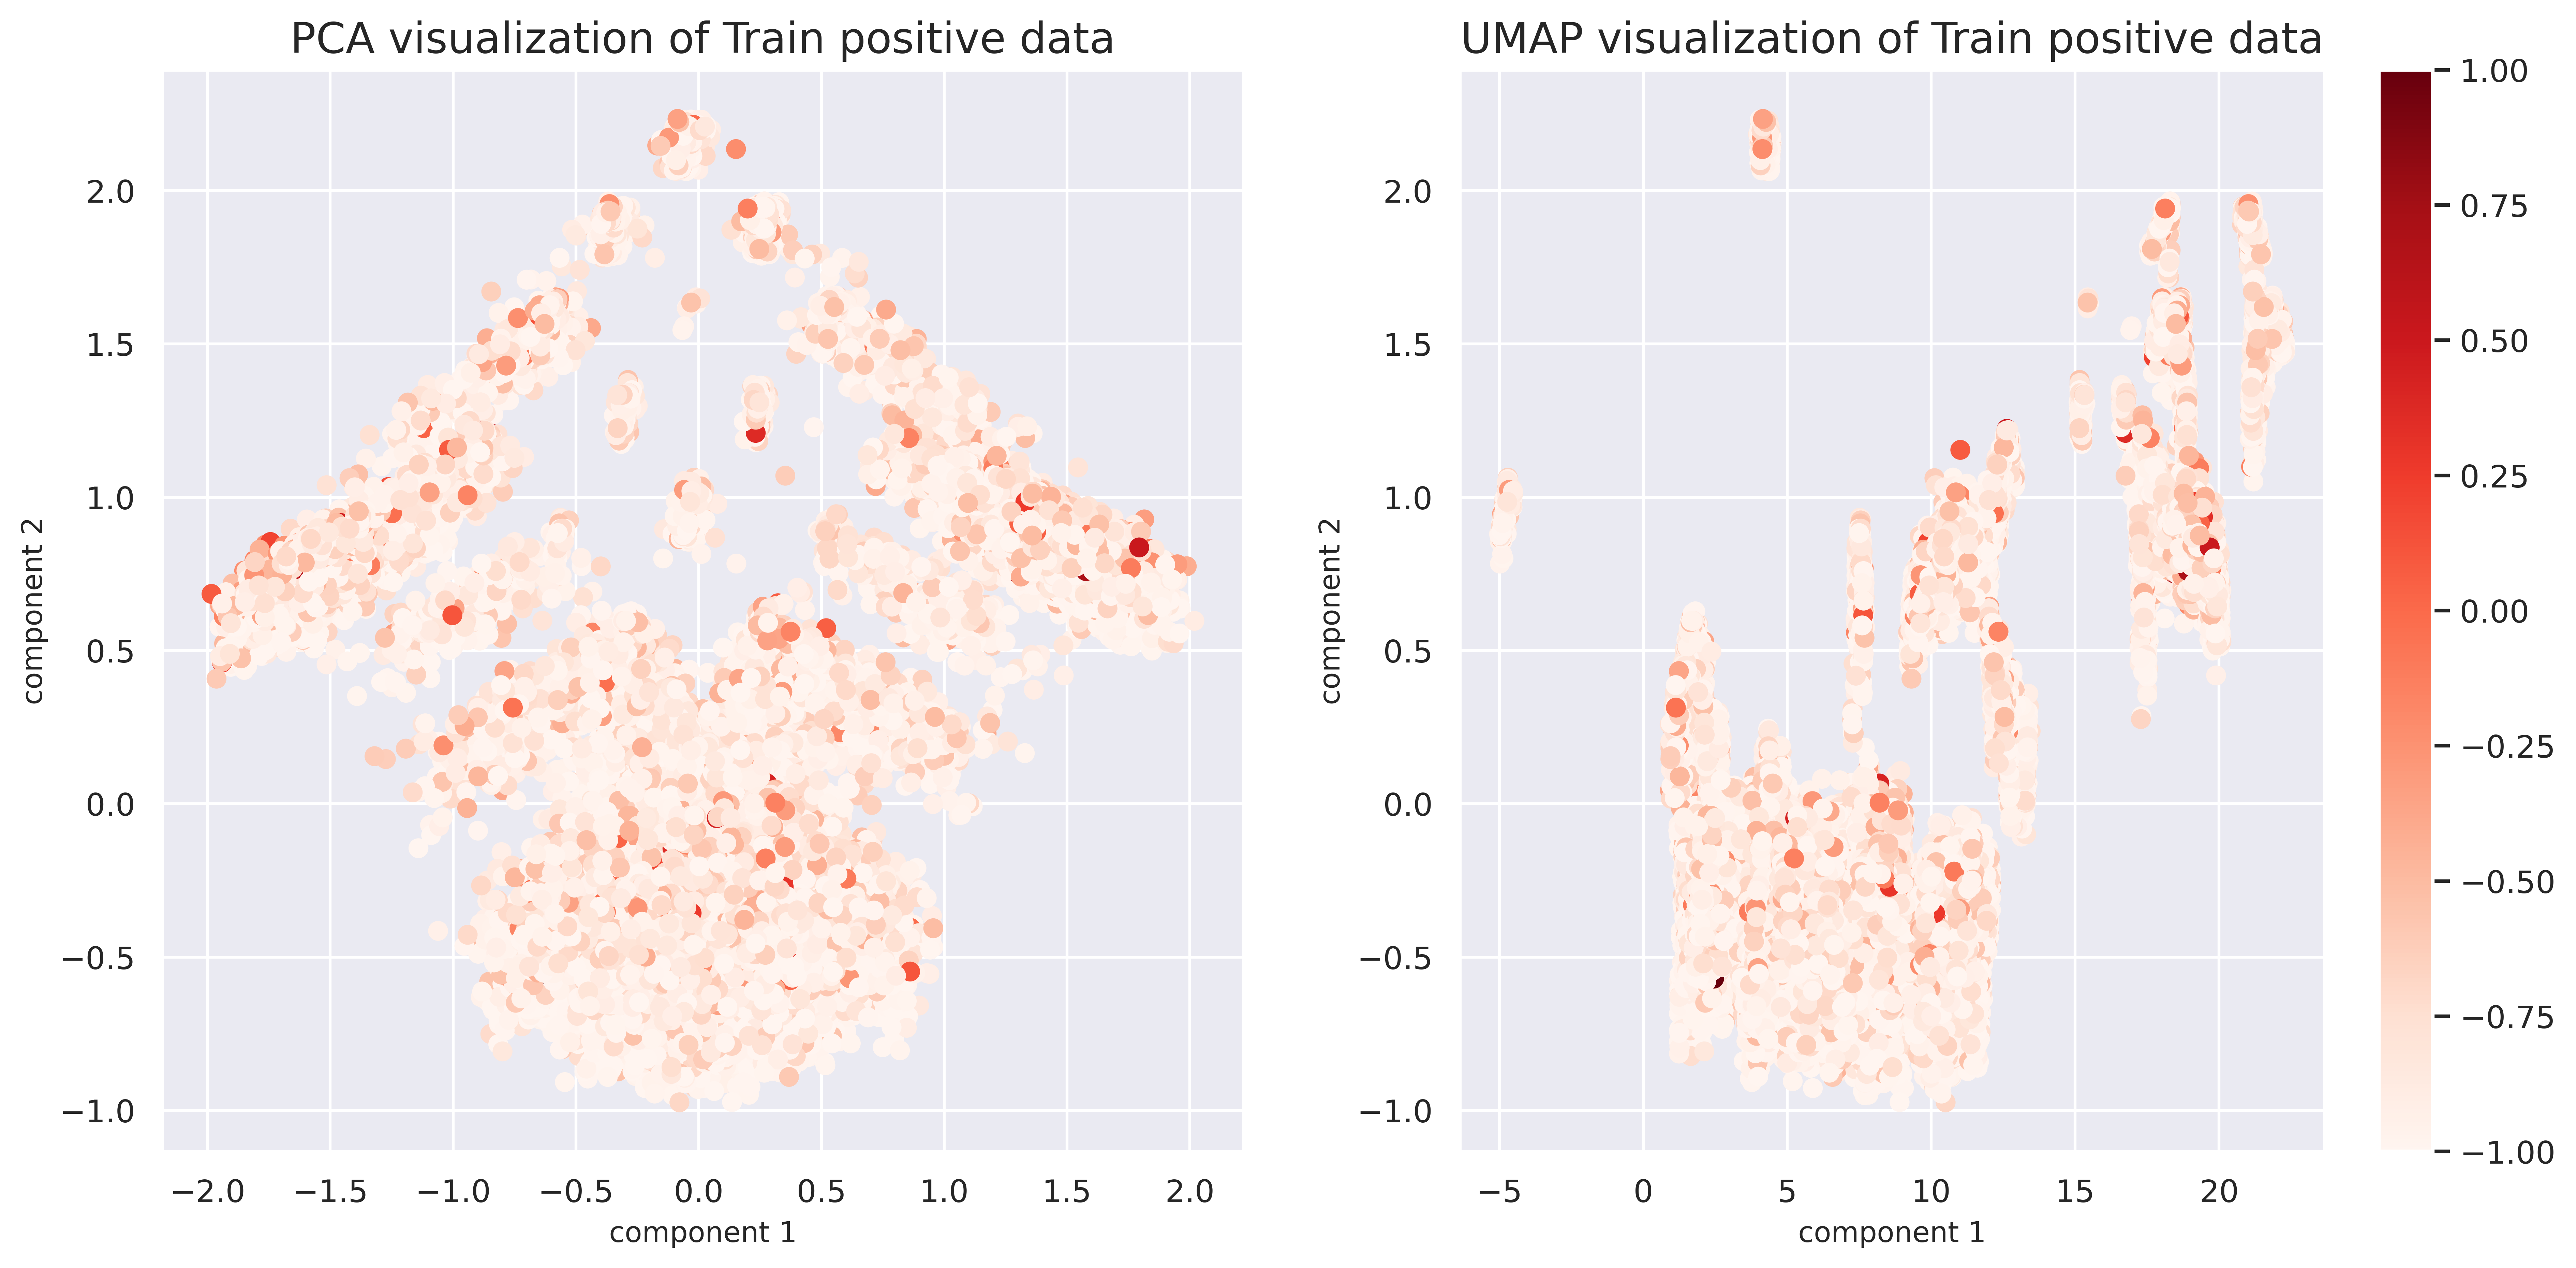 PCA visualization of Train positive data
2.0
1.5
1.0
0.5
0.0
−0.5
−1.0
component 2
−2.0 −1.5 −1.0 −0.5 0.0 0.5 1.0 1.5 2.0
component 1
UMAP visualization of Train positive data
2.0
1.5
1.0
0.5
0.0
−0.5
−1.0
component 2
−5 0 5 10 15 20
component 1
1.00
0.75
0.50
0.25
0.00
−0.25
−0.50
−0.75
−1.00